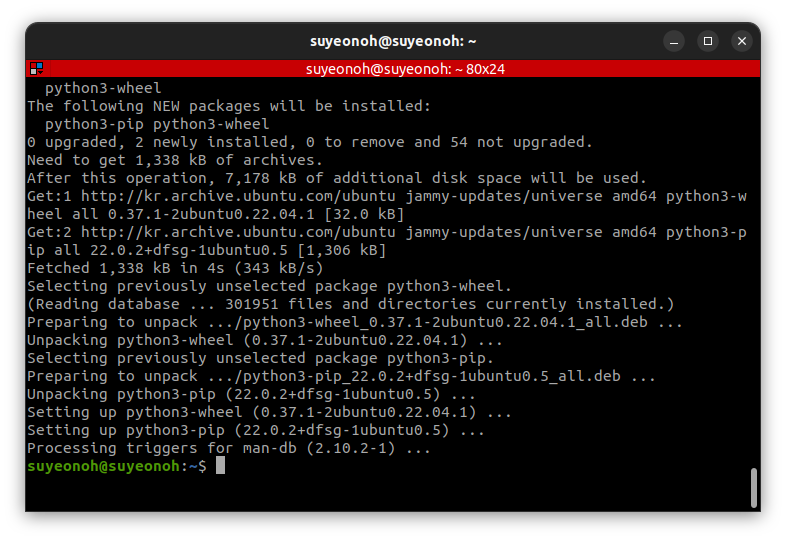 suyeonoh@suyeonoh: ~
suyeonoh@suyeonoh: ~ 80x24
python3-wheel
The following NEW packages will be installed:
python3-pip python3-wheel
0 upgraded, 2 newly installed, 0 to remove and 54 not upgraded.
Need to get 1,338 kB of archives.
After this operation, 7,178 kB of additional disk space will be used.
Get:1 http://kr.archive.ubuntu.com/ubuntu jammy-updates/universe amd64 python3-w
heel all 0.37.1-2ubuntu0.22.04.1 [32.0 kB]
Get:2 http://kr.archive.ubuntu.com/ubuntu jammy-updates/universe amd64 python3-p
ip all 22.0.2+dfsg-1ubuntu0.5 [1,306 kB]
Fetched 1,338 kB in 4s (343 kB/s)
Selecting previously unselected package python3-wheel.
(Reading database ... 301951 files and directories currently installed.)
Preparing to unpack .../python3-wheel_0.37.1-2ubuntu0.22.04.1_all.deb ...
Unpacking python3-wheel (0.37.1-2ubuntu0.22.04.1) ...
Selecting previously unselected package python3-pip.
Preparing to unpack .../python3-pip_22.0.2+dfsg-1ubuntu0.5_all.deb ...
Unpacking python3-pip (22.0.2+dfsg-1ubuntu0.5) ...
Setting up python3-wheel (0.37.1-2ubuntu0.22.04.1) ...
Setting up python3-pip (22.0.2+dfsg-1ubuntu0.5) ...
Processing triggers for man-db (2.10.2-1) ...
suyeonoh@suyeonoh:~$